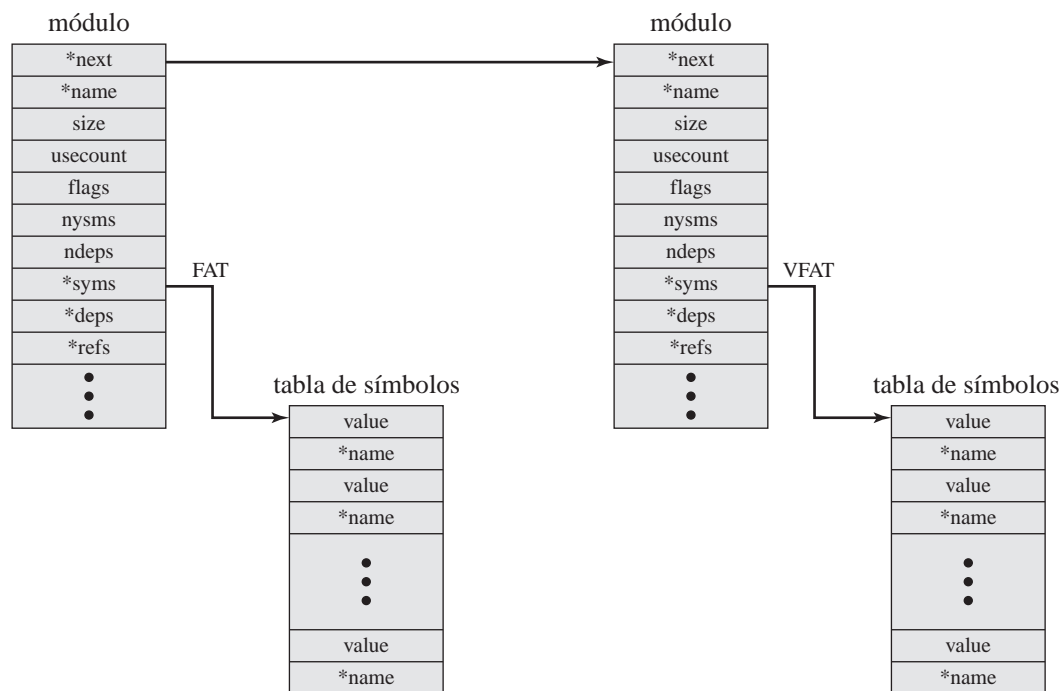 módulo
*next
*name
size
usecount
flags
nysms
ndeps
*syms
*deps
*refs
FAT
tabla de símbolos
value
*name
value
*name
value
*name
módulo
*next
*name
size
usecount
flags
nysms
ndeps
*syms
*deps
*refs
VFAT
tabla de símbolos
value
*name
value
*name
value
*name